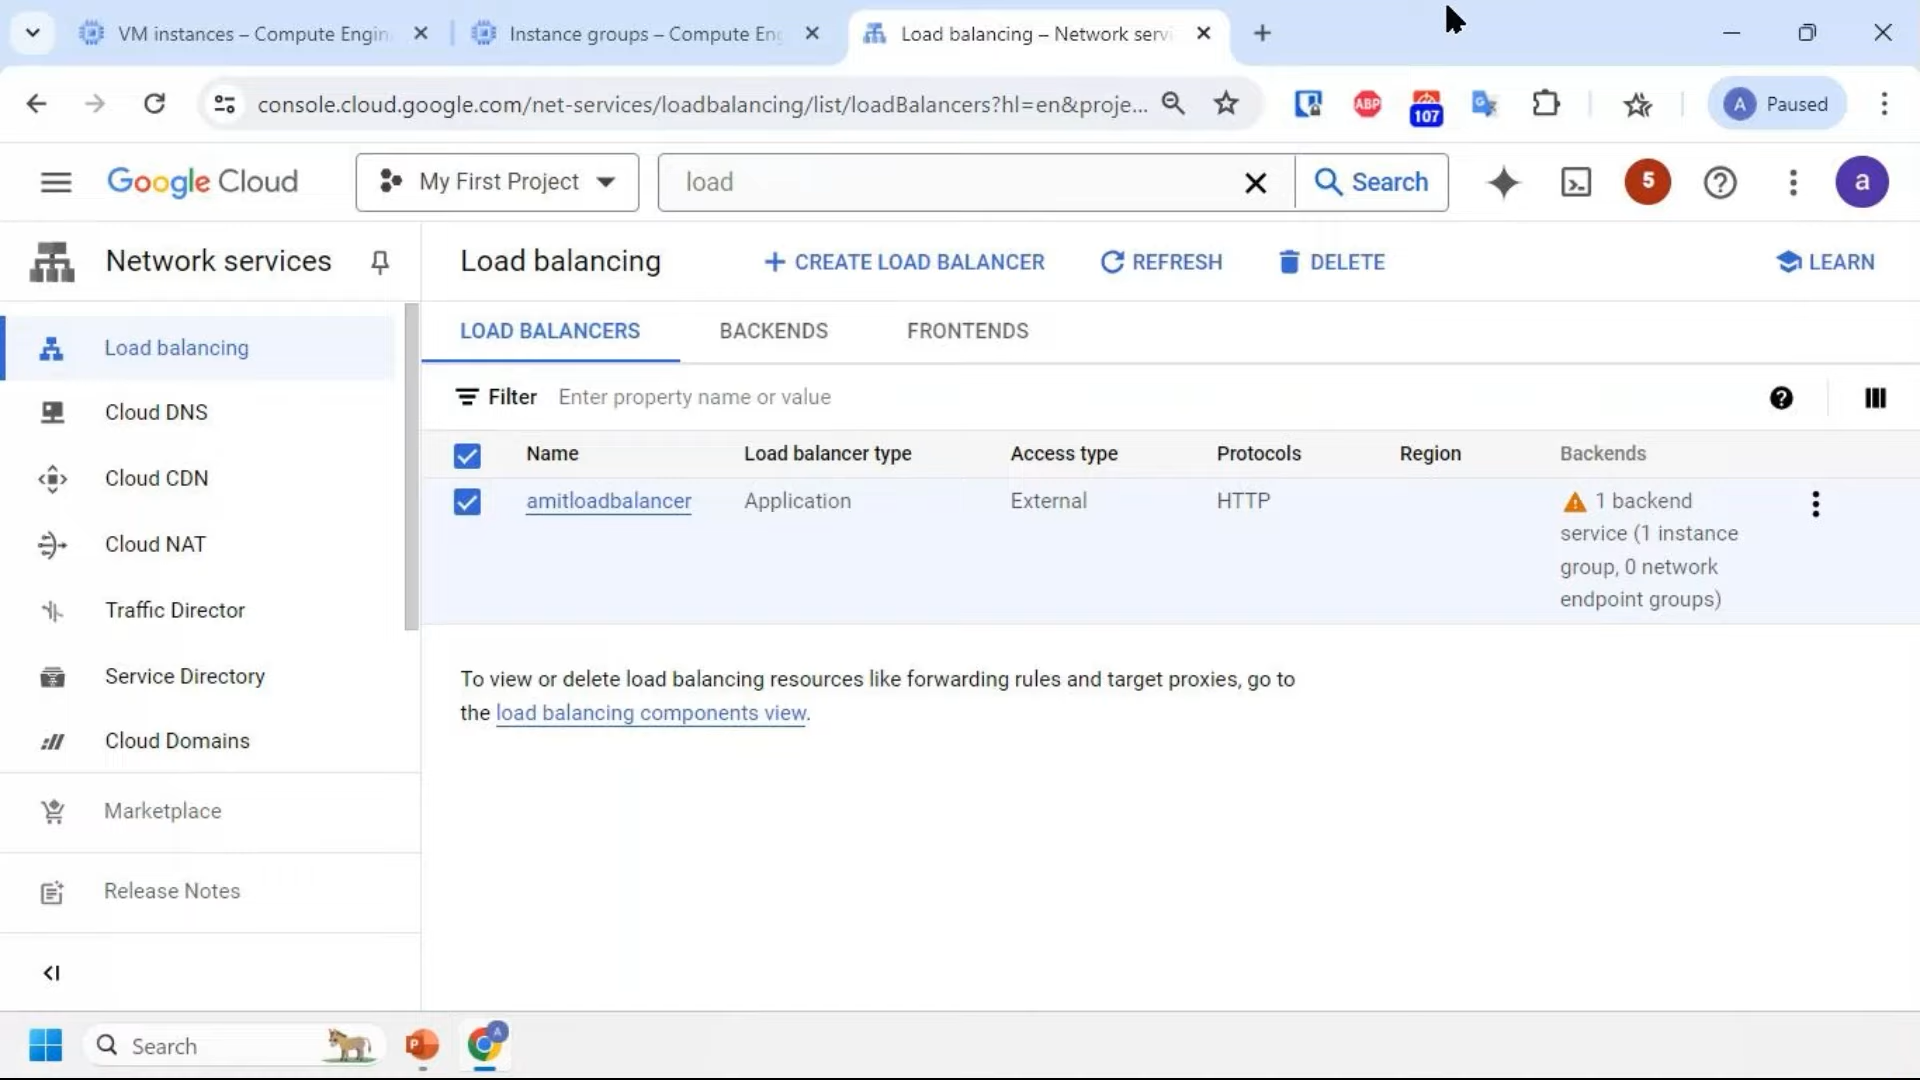 VM instances – Compute Engin
Instance groups – Compute Eng
Load balancing – Network servi
console.cloud.google.com/net-services/loadbalancing/list/loadBalancers?hl=en&proje...
ABP
107
A
Paused
Google Cloud
My First Project
load
Search
5
a
Network services
Load balancing
CREATE LOAD BALANCER
REFRESH
DELETE
LEARN
Load balancing
Cloud DNS
Cloud CDN
Cloud NAT
Traffic Director
Service Directory
Cloud Domains
Marketplace
Release Notes
LOAD BALANCERS
BACKENDS
FRONTENDS
Filter Enter property name or value
Name Load balancer type Access type Protocols Region Backends
amitloadbalancer Application External HTTP 1 backend
service (1 instance
group, 0 network
endpoint groups)
To view or delete load balancing resources like forwarding rules and target proxies, go to
the load balancing components view.
Search
P
A